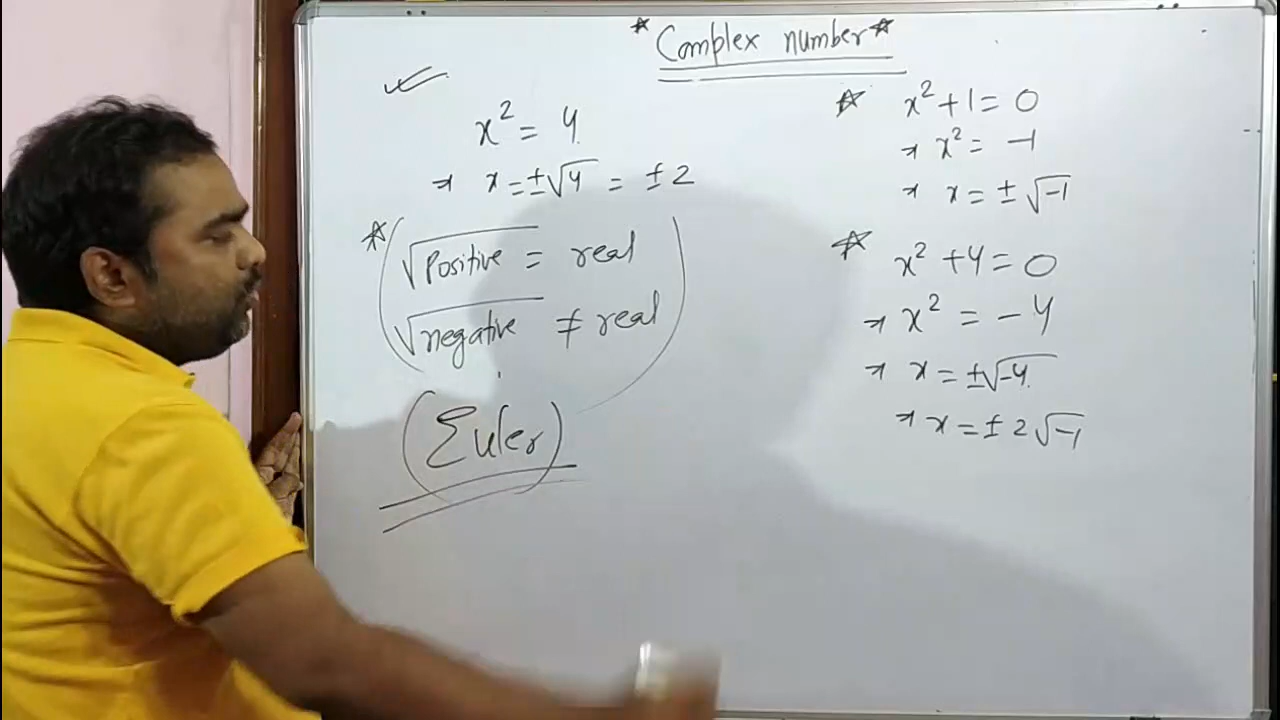 * Complex number *
x² = 4
⇒ x = ±√4 = ±2
* (√Positive = real
√negative ≠ real)
(Euler)
* x² + 1 = 0
⇒ x² = -1
⇒ x = ± √-1
* x² + 4 = 0
⇒ x² = -4
⇒ x = ±√-4
⇒ x = ± 2√-1